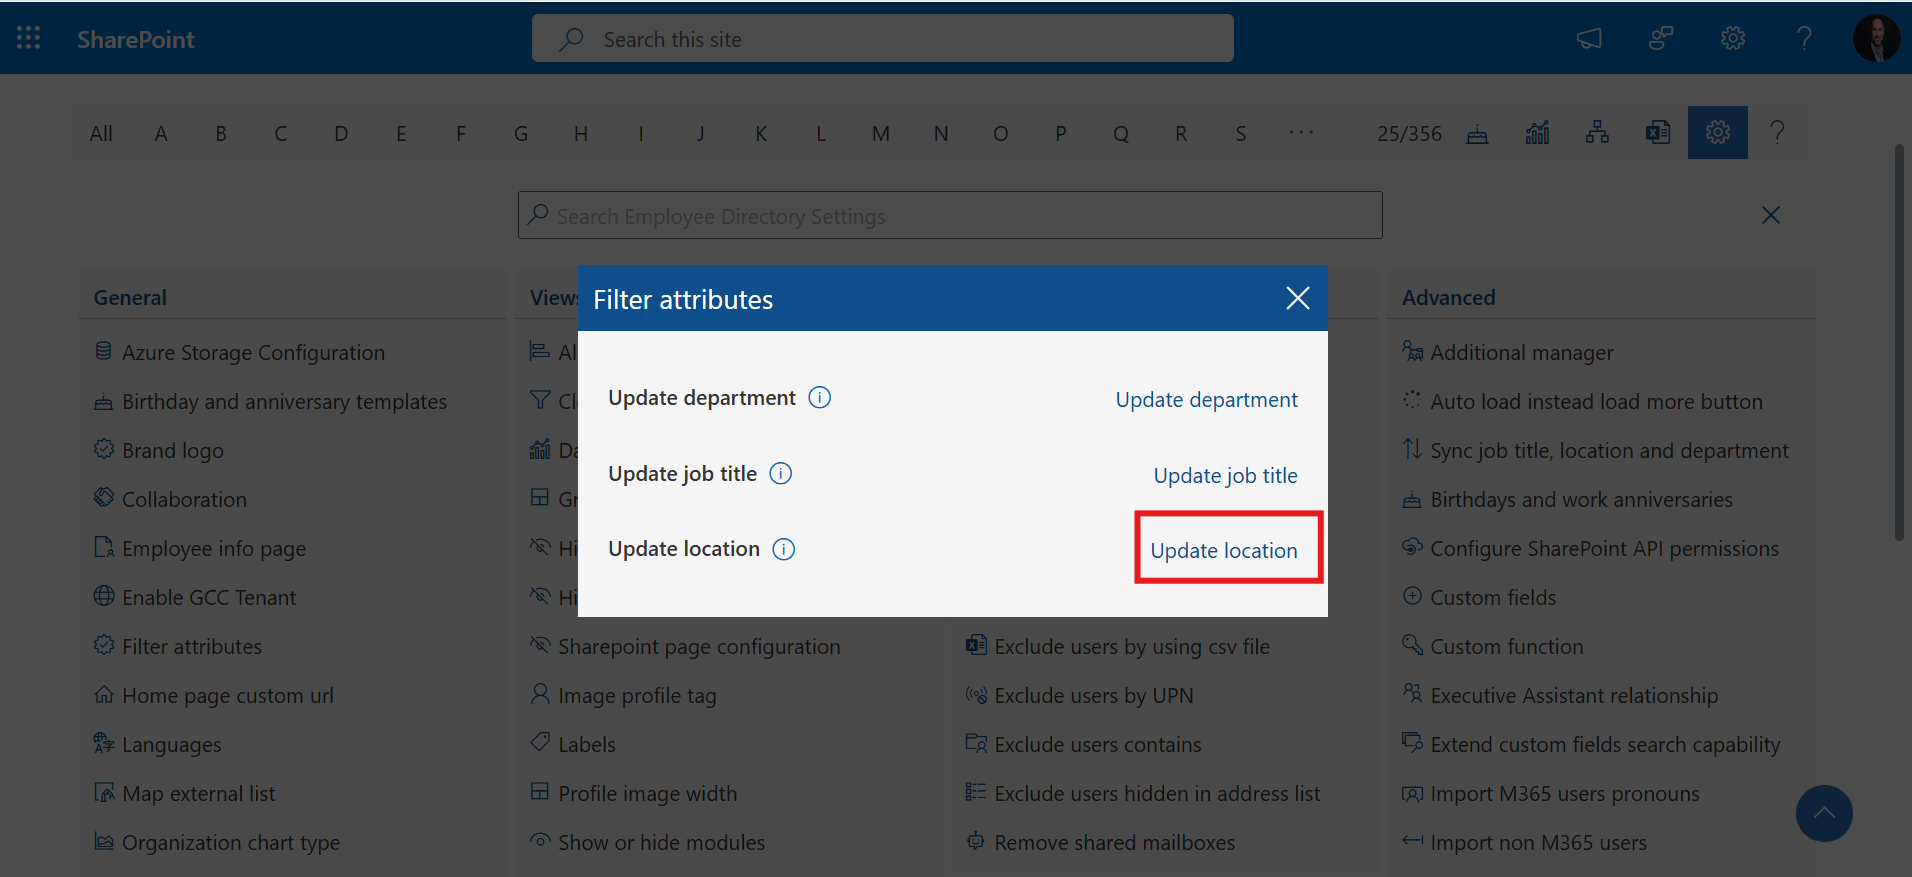 SharePoint
Search this site
All A B C D E F G H I J K L M N O P Q R S ··· 25/356
Search Employee Directory Settings
General
Azure Storage Configuration
Birthday and anniversary templates
Brand logo
Collaboration
Employee info page
Enable GCC Tenant
Filter attributes
Home page custom url
Languages
Map external list
Organization chart type
Views
Sharepoint page configuration
Image profile tag
Labels
Profile image width
Show or hide modules
Filter attributes
Update department Update department
Update job title Update job title
Update location Update location
Exclude users by using csv file
Exclude users by UPN
Exclude users contains
Exclude users hidden in address list
Remove shared mailboxes
Advanced
Additional manager
Auto load instead load more button
Sync job title, location and department
Birthdays and work anniversaries
Configure SharePoint API permissions
Custom fields
Custom function
Executive Assistant relationship
Extend custom fields search capability
Import M365 users pronouns
Import non M365 users